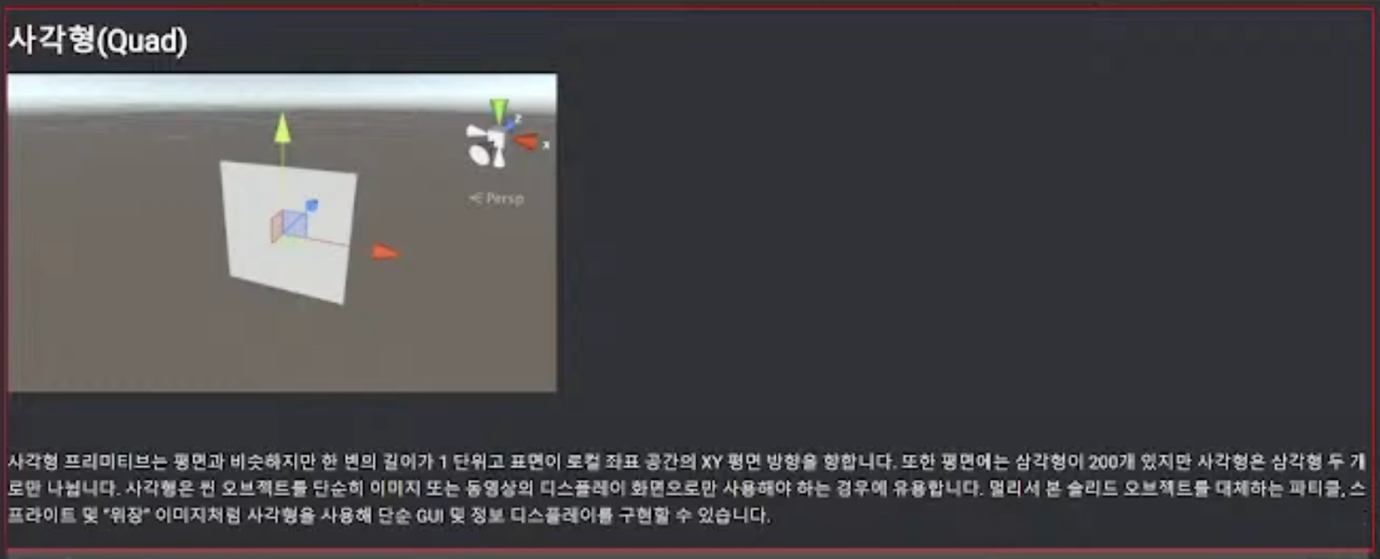 사각형(Quad)
z
x
< Persp
사각형 프리미티브는 평면과 비슷하지만 한 변의 길이가 1 단위고 표면이 로컬 좌표 공간의 XY 평면 방향을 향합니다. 또한 평면에는 삼각형이 200개 있지만 사각형은 삼각형 두 개
로만 나뉩니다. 사각형은 씬 오브젝트를 단순히 이미지 또는 동영상의 디스플레이 화면으로만 사용해야 하는 경우에 유용합니다. 멀리서 본 솔리드 오브젝트를 대체하는 파티클, 스
프라이트 및 "위장" 이미지처럼 사각형을 사용해 단순 GUI 및 정보 디스플레이를 구현할 수 있습니다.